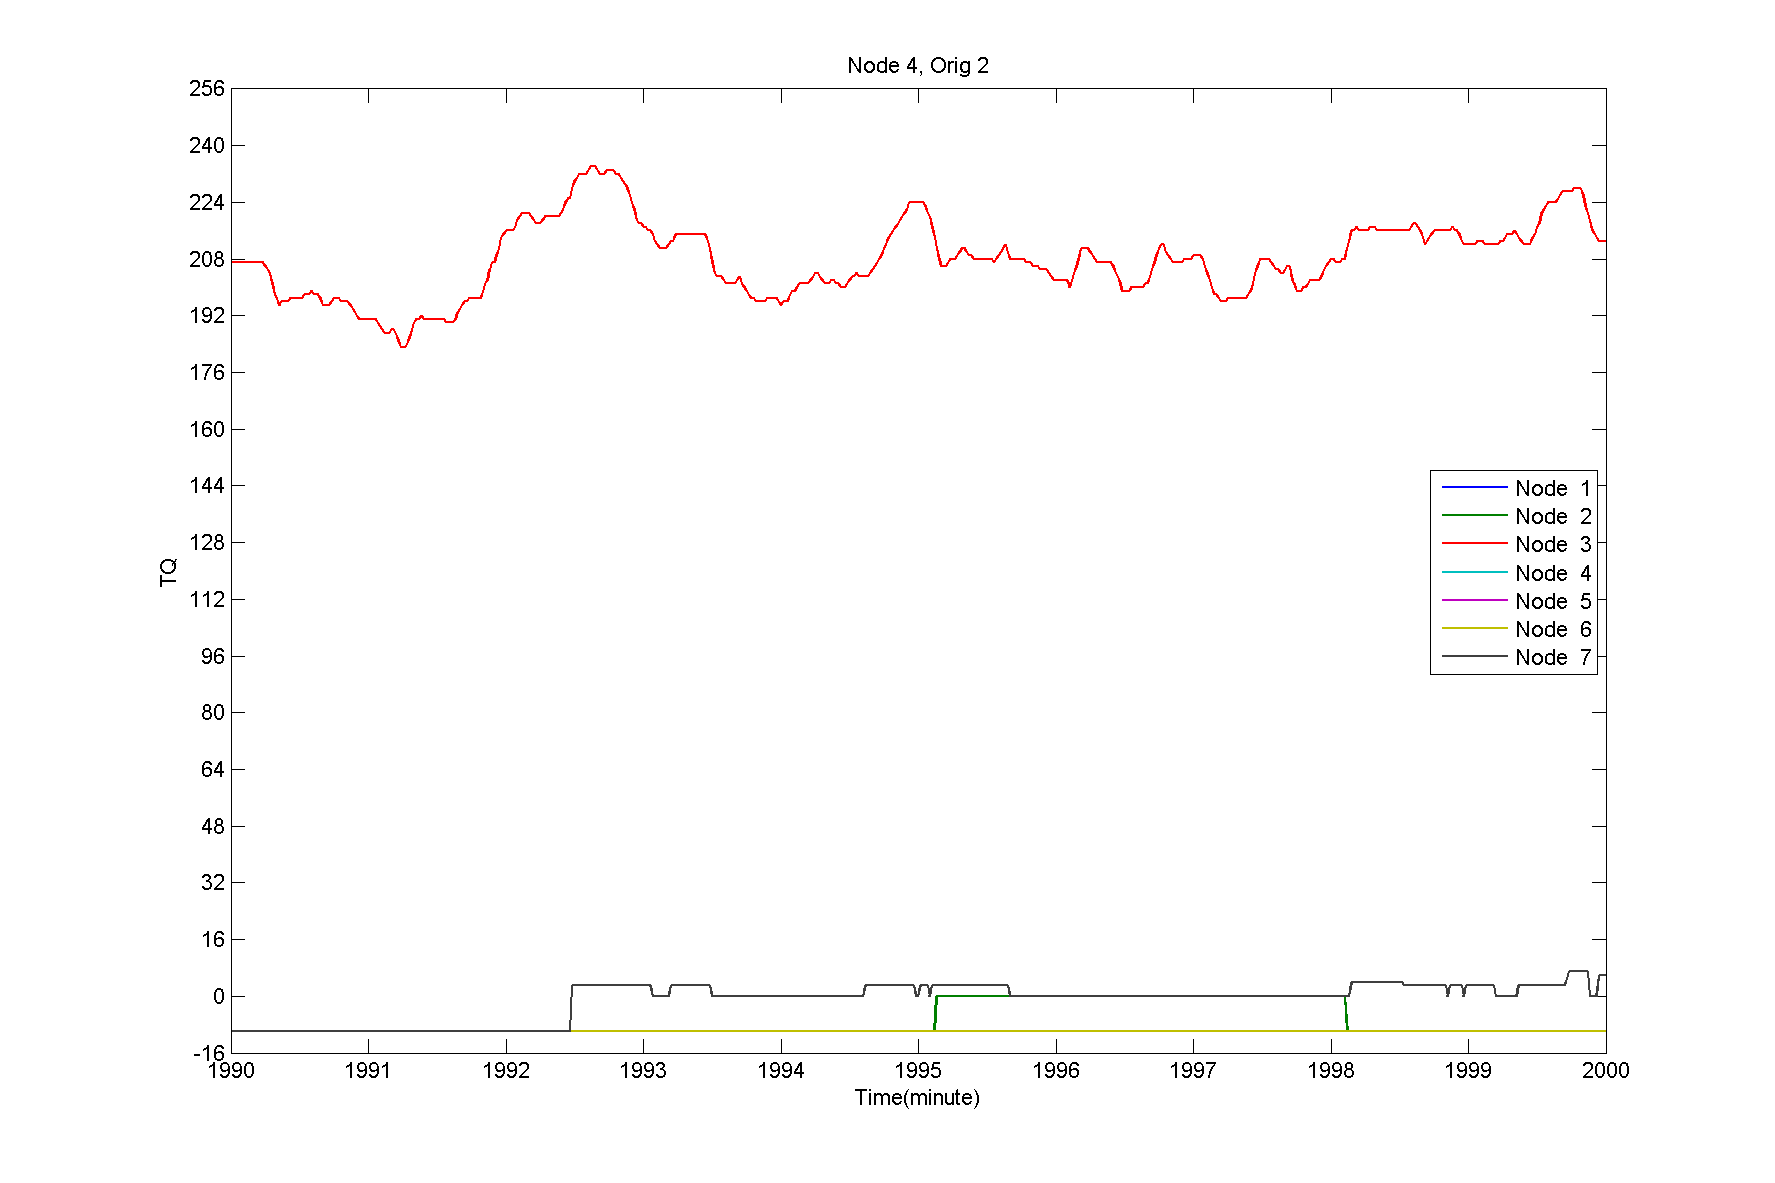 Node 4, Orig 2
256
240
224
208
192
176
160
144
128
112
96
80
64
48
32
16
0
-16
TQ
Node 1
Node 2
Node 3
Node 4
Node 5
Node 6
Node 7
1990 1991 1992 1993 1994 1995 1996 1997 1998 1999 2000
Time(minute)